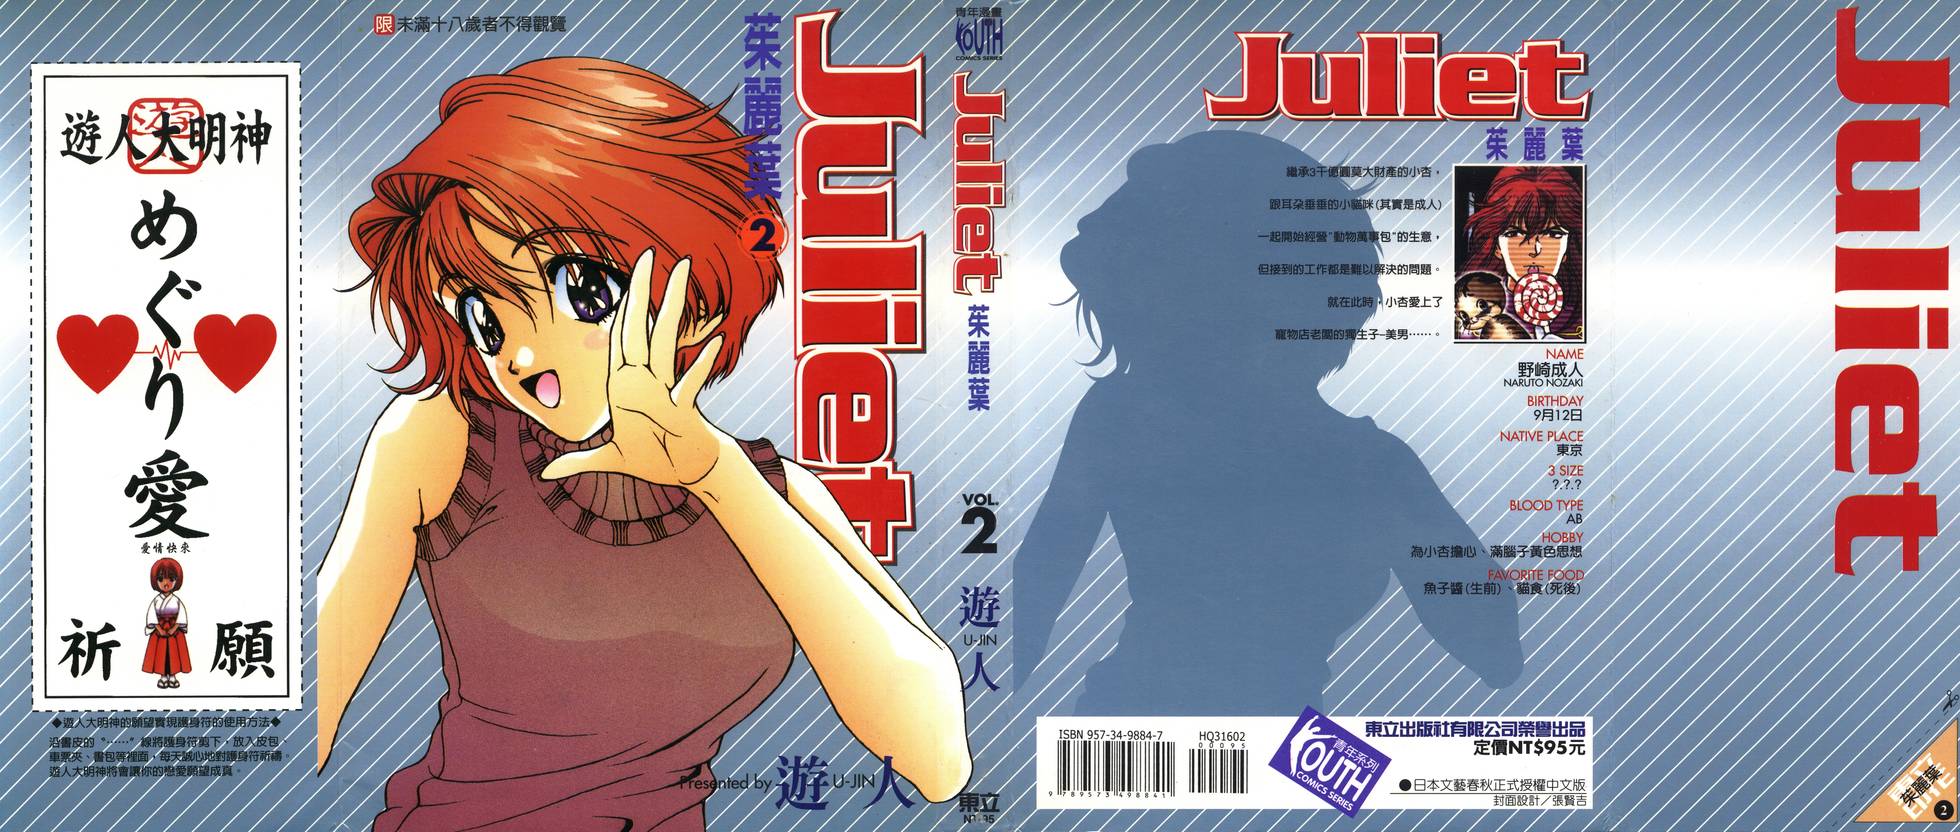 遊人大明神
めぐり愛
愛情快來
祈
願
◆遊人大明神的願望實現護身符的使用方法◆
沿書皮的〝……〞線將護身符剪下，放入皮包、
車票夾、書包等裡面，每天誠心地對護身符祈禱。
遊人大明神將會讓你的戀愛願望成真。
限 未滿十八歲者不得觀覽
茱麗葉
2
Juliet
Presented by 遊 U-JIN 人
青年漫畫
YOUTH
COMICS SERIES
Juliet
茱麗葉
VOL.
2
遊
U-JIN
人
東立
Juliet
茱麗葉
繼承3千億圓莫大財產的小杏，
跟耳朵垂垂的小貓咪(其實是成人)
一起開始經營"動物萬事包"的生意，
但接到的工作都是難以解決的問題。
就在此時，小杏愛上了
寵物店老闆的獨生子–美男……。
NAME
野崎成人
NARUTO NOZAKI
BIRTHDAY
9月12日
NATIVE PLACE
東京
3 SIZE
?.?.?
BLOOD TYPE
AB
HOBBY
為小杏擔心、滿腦子黃色思想
FAVORITE FOOD
魚子醬(生前)、貓食(死後)
ISBN 957-34-9884-7
HQ31602
00095
9 789573 498841
青年系列
YOUTH
COMICS SERIES
東立出版社有限公司榮譽出品
定價NT$95元
●日本文藝春秋正式授權中文版
封面設計／張賢吉
Juliet
茱麗葉
2